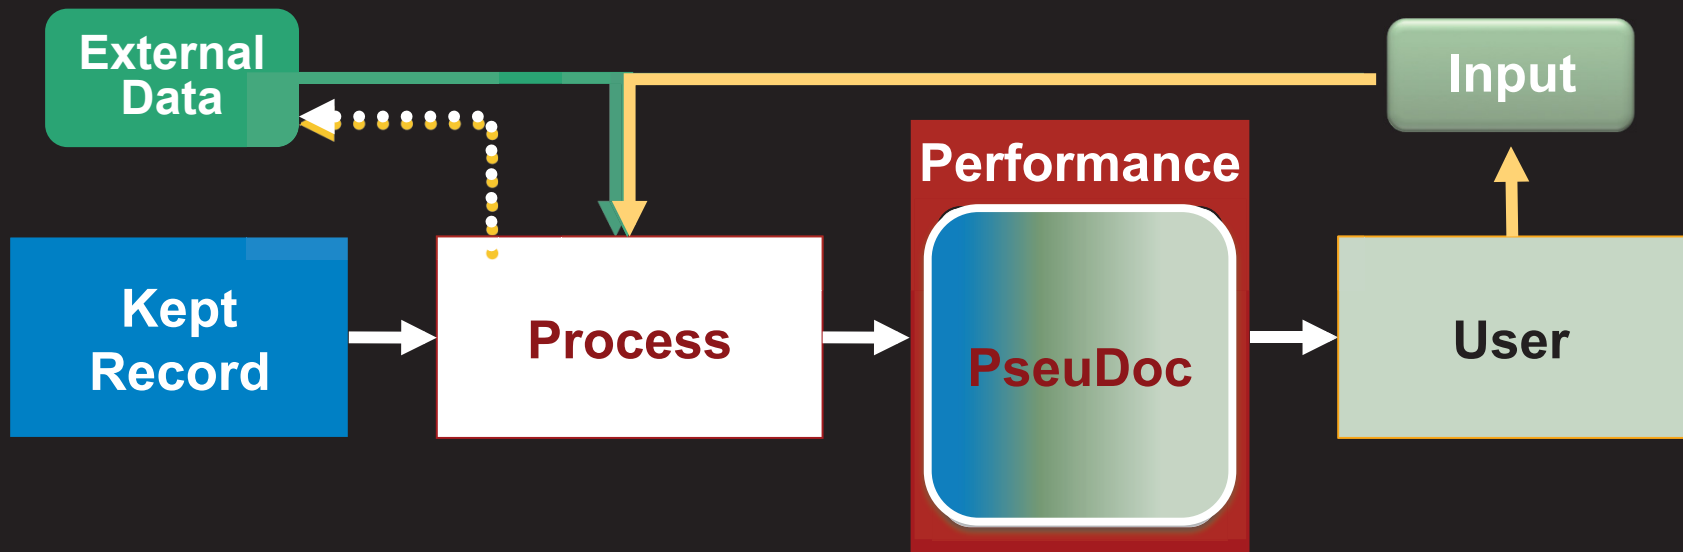 External
Data
Input
Performance
Kept
Record
Process
PseuDoc
User